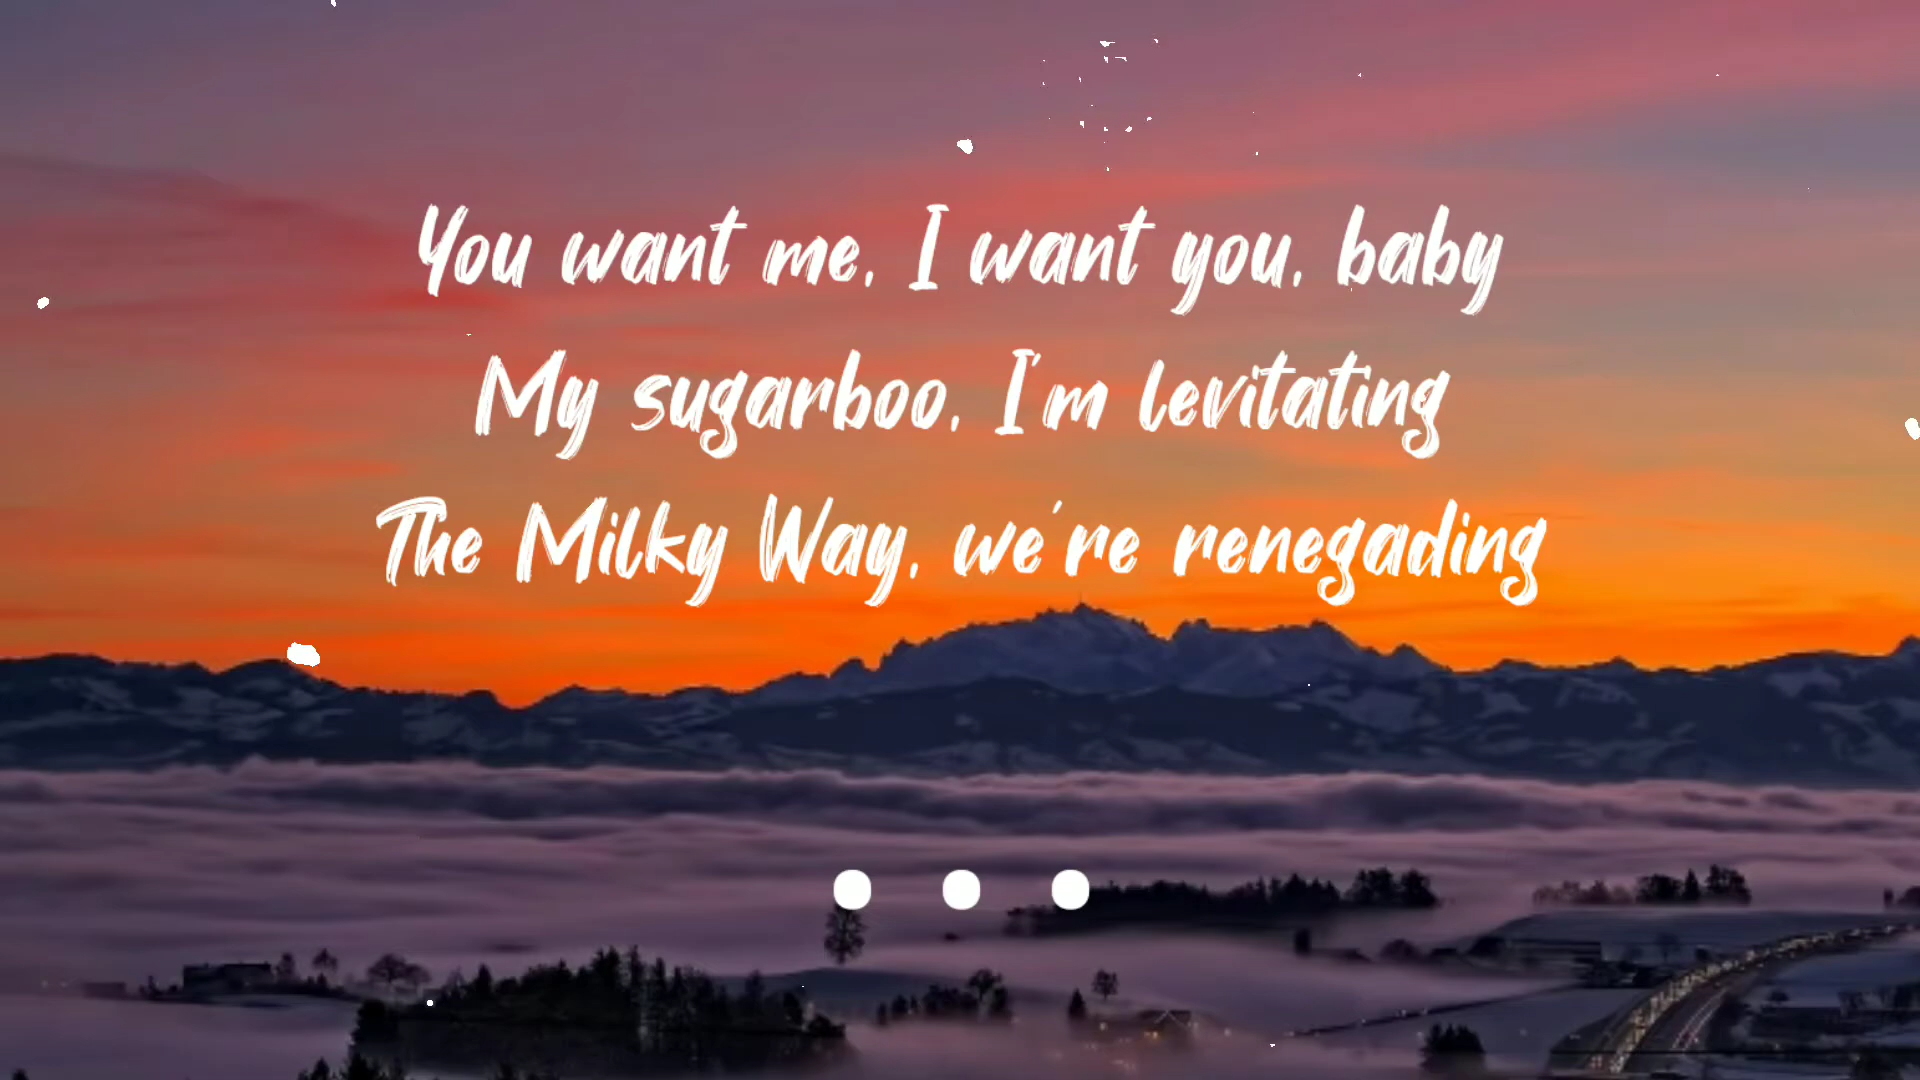 You want me, I want you, baby
My sugarboo, I'm levitating
The Milky Way, we're renegading